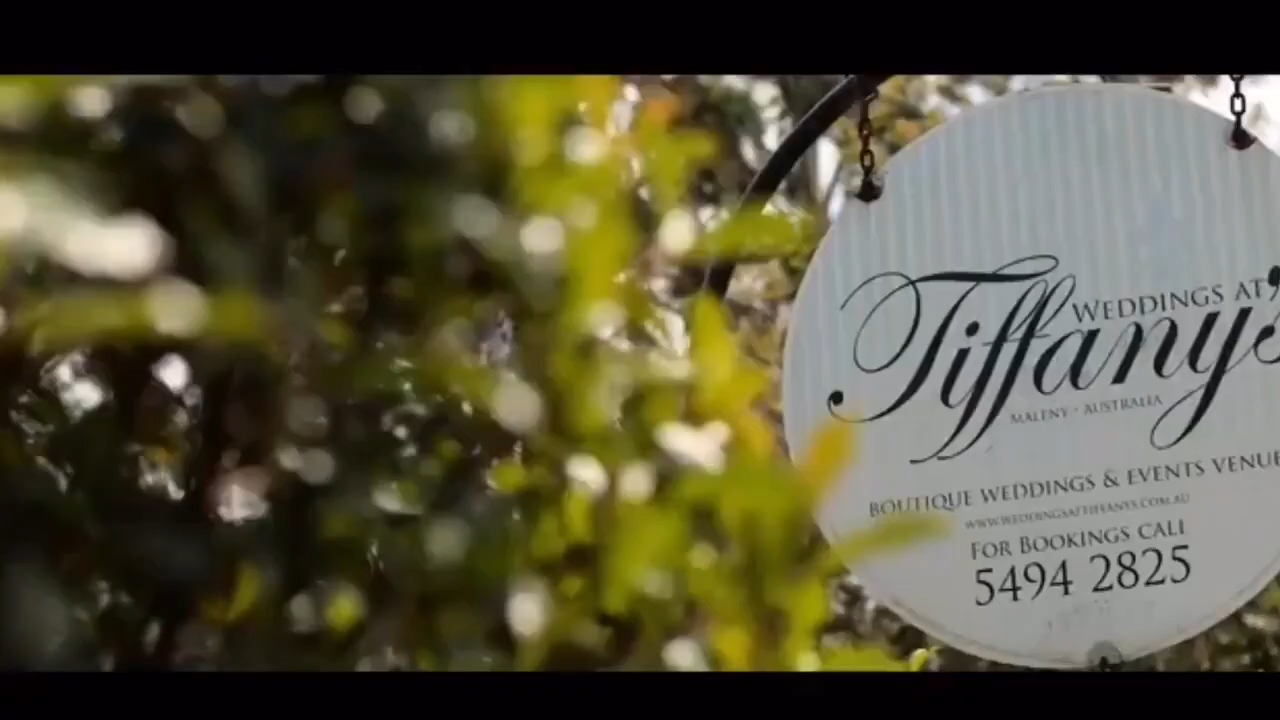 WEDDINGS AT
Tiffany's
MALENY · AUSTRALIA
BOUTIQUE WEDDINGS & EVENTS VENUE
WWW.WEDDINGSATTIFFANYS.COM.AU
FOR BOOKINGS CALL
5494 2825